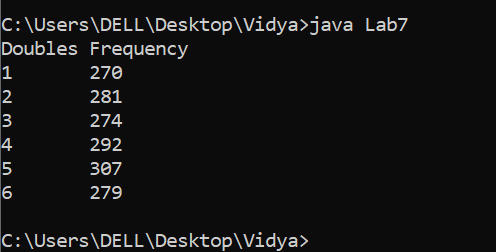 C:\Users\DELL\Desktop\Vidya>java Lab7
Doubles Frequency
1       270
2       281
3       274
4       292
5       307
6       279
C:\Users\DELL\Desktop\Vidya>